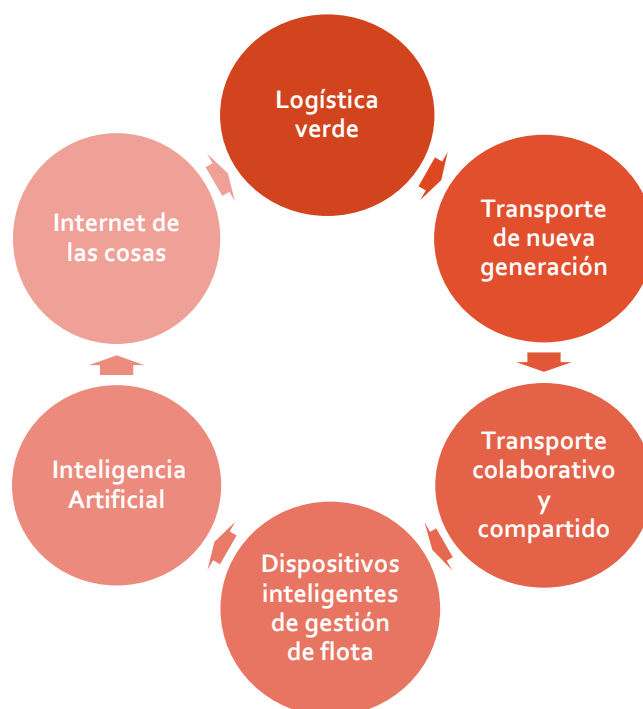 Logística
verde
Transporte
de nueva
generación
Transporte
colaborativo
y
compartido
Dispositivos
inteligentes
de gestión
de flota
Inteligencia
Artificial
Internet de
las cosas